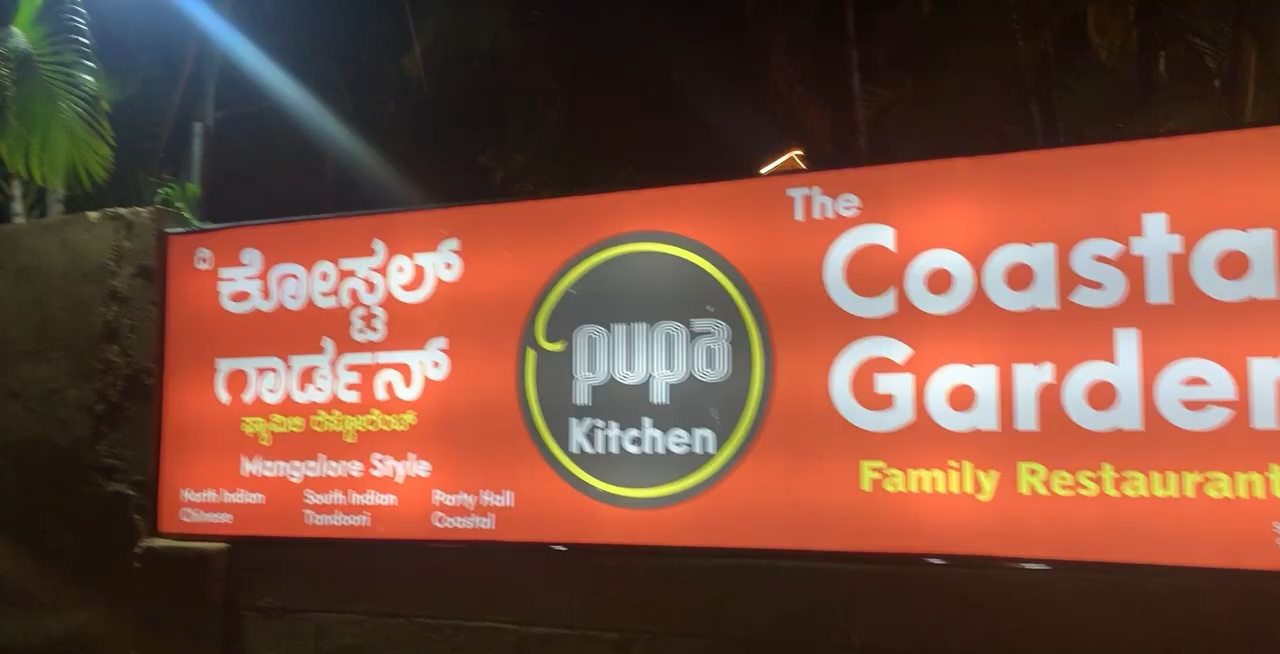 ದಿ
ಕೋಸ್ಟಲ್
ಗಾರ್ಡನ್
ಫ್ಯಾಮಿಲಿ ರೆಸ್ಟೋರೆಂಟ್
Mangalore Style
North Indian South Indian Party Hall
Chinese Tandoori Coastal
pupa
Kitchen
The
Coasta
Garden
Family Restaurant